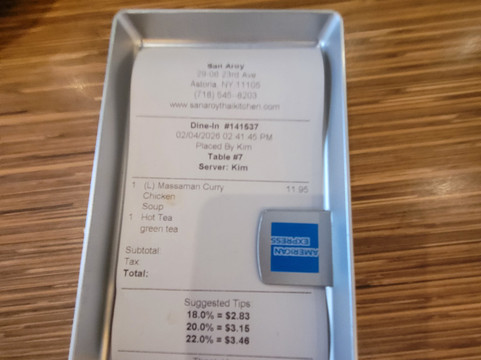 San Aroy
29-06 23rd Ave
Astoria, NY 11105
(718) 545-8203
www.sanaroythaikitchen.com
Dine-In #141537
02/04/2026 02:41:45 PM
Placed By Kim
Table #7
Server: Kim
1 (L) Massaman Curry 11.95
Chicken
Soup
1 Hot Tea
green tea
Subtotal
Tax
Total:
AMERICAN
EXPRESS
Suggested Tips
18.0% = $2.83
20.0% = $3.15
22.0% = $3.46